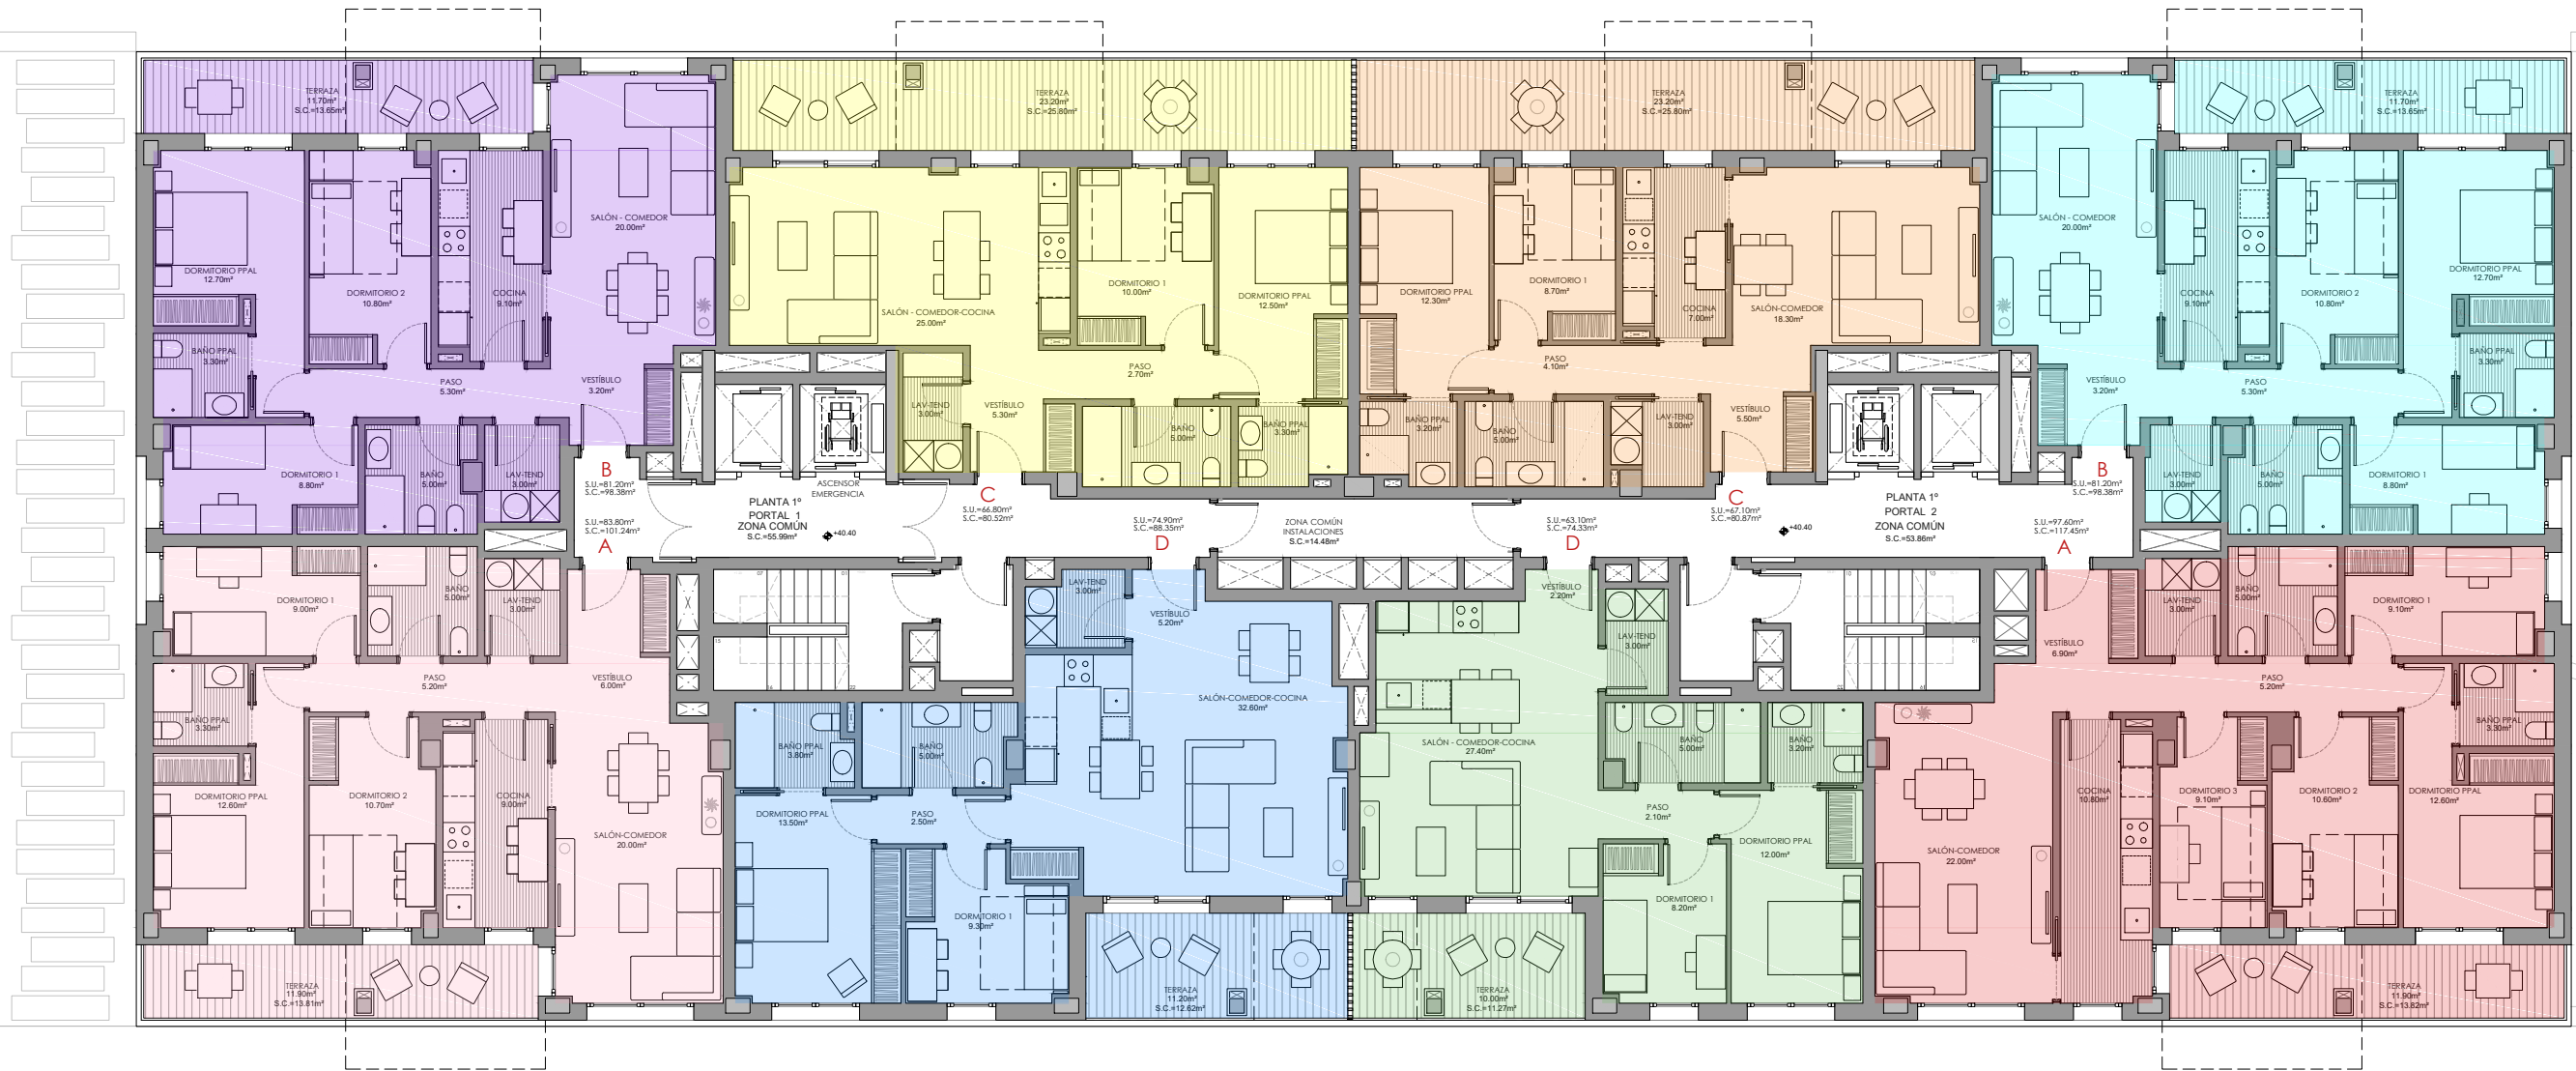 TERRAZA
11.70m²
S.C.=13.65m²
DORMITORIO PPAL
12.70m²
DORMITORIO 2
10.80m²
COCINA
9.10m²
SALÓN - COMEDOR
20.00m²
BAÑO PPAL
3.30m²
PASO
5.30m²
VESTÍBULO
3.20m²
DORMITORIO 1
8.80m²
BAÑO
5.00m²
LAV-TEND
3.00m²
B
S.U.=81.20m²
S.C.=98.38m²
TERRAZA
23.20m²
S.C.=25.80m²
SALÓN - COMEDOR-COCINA
25.00m²
DORMITORIO 1
10.00m²
DORMITORIO PPAL
12.50m²
PASO
2.70m²
LAV-TEND
3.00m²
VESTÍBULO
5.30m²
BAÑO
5.00m²
BAÑO PPAL
3.30m²
C
S.U.=66.80m²
S.C.=80.52m²
TERRAZA
23.20m²
S.C.=25.80m²
DORMITORIO PPAL
12.30m²
DORMITORIO 1
8.70m²
COCINA
7.00m²
SALÓN-COMEDOR
18.30m²
PASO
4.10m²
BAÑO PPAL
3.20m²
BAÑO
5.00m²
LAV-TEND
3.00m²
VESTÍBULO
5.50m²
C
S.U.=67.10m²
S.C.=80.87m²
TERRAZA
11.70m²
S.C.=13.65m²
SALÓN - COMEDOR
20.00m²
COCINA
9.10m²
DORMITORIO 2
10.80m²
DORMITORIO PPAL
12.70m²
BAÑO PPAL
3.30m²
VESTÍBULO
3.20m²
PASO
5.30m²
LAV-TEND
3.00m²
BAÑO
5.00m²
DORMITORIO 1
8.80m²
B
S.U.=81.20m²
S.C.=98.38m²
ASCENSOR
EMERGENCIA
PLANTA 1º
PORTAL 1
ZONA COMÚN
S.C.=55.99m²
+40.40
ZONA COMÚN
INSTALACIONES
S.C.=14.48m²
PLANTA 1º
PORTAL 2
ZONA COMÚN
S.C.=53.86m²
+40.40
S.U.=83.80m²
S.C.=101.24m²
A
DORMITORIO 1
9.00m²
BAÑO
5.00m²
LAV-TEND
3.00m²
PASO
5.20m²
VESTÍBULO
6.00m²
BAÑO PPAL
3.30m²
DORMITORIO PPAL
12.60m²
DORMITORIO 2
10.70m²
COCINA
9.00m²
SALÓN-COMEDOR
20.00m²
TERRAZA
11.90m²
S.C.=13.81m²
S.U.=74.90m²
S.C.=88.35m²
D
LAV-TEND
3.00m²
VESTÍBULO
5.20m²
SALÓN-COMEDOR-COCINA
32.60m²
BAÑO PPAL
3.80m²
BAÑO
5.00m²
DORMITORIO PPAL
13.50m²
PASO
2.50m²
DORMITORIO 1
9.30m²
TERRAZA
11.20m²
S.C.=12.62m²
S.U.=63.10m²
S.C.=74.33m²
D
VESTÍBULO
2.20m²
LAV-TEND
3.00m²
SALÓN - COMEDOR-COCINA
27.40m²
BAÑO
5.00m²
BAÑO
3.20m²
PASO
2.10m²
DORMITORIO PPAL
12.00m²
DORMITORIO 1
8.20m²
TERRAZA
10.00m²
S.C.=11.27m²
S.U.=97.60m²
S.C.=117.45m²
A
VESTÍBULO
6.90m²
LAV-TEND
3.00m²
BAÑO
5.00m²
DORMITORIO 1
9.10m²
PASO
5.20m²
BAÑO PPAL
3.30m²
SALÓN-COMEDOR
22.00m²
COCINA
10.80m²
DORMITORIO 3
9.10m²
DORMITORIO 2
10.60m²
DORMITORIO PPAL
12.60m²
TERRAZA
11.90m²
S.C.=13.82m²